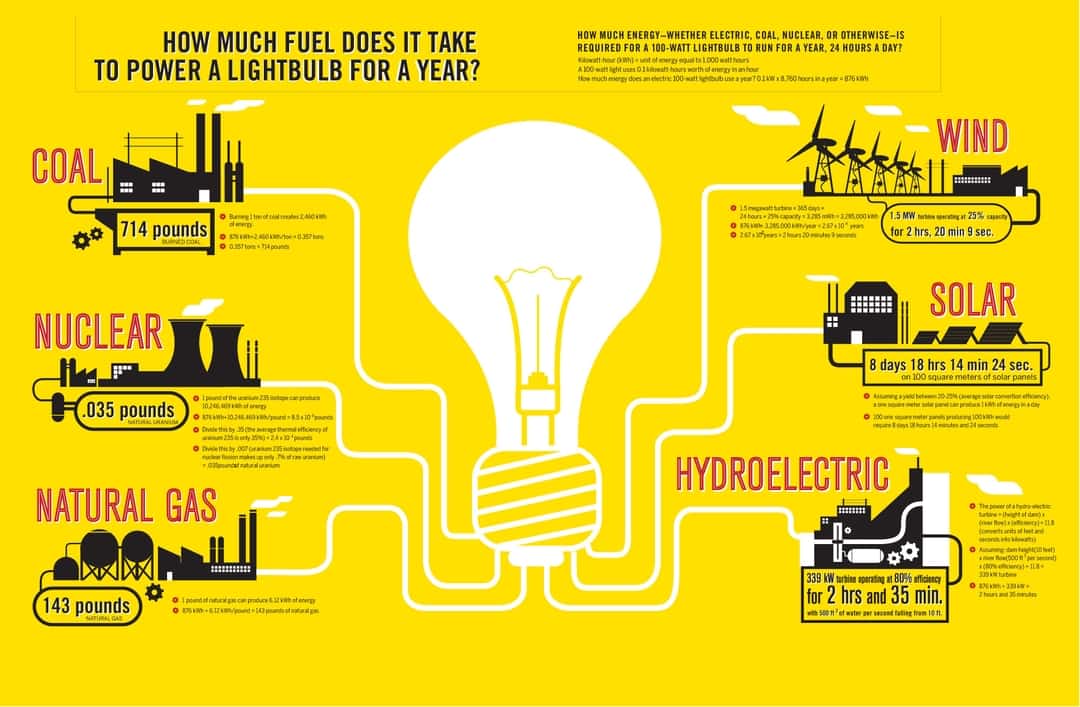 HOW MUCH FUEL DOES IT TAKE
TO POWER A LIGHTBULB FOR A YEAR?
HOW MUCH ENERGY—WHETHER ELECTRIC, COAL, NUCLEAR, OR OTHERWISE—IS
REQUIRED FOR A 100-WATT LIGHTBULB TO RUN FOR A YEAR, 24 HOURS A DAY?
Kilowatt-hour (kWh) = unit of energy equal to 1,000 watt hours
A 100-watt light uses 0.1 kilowatt-hours worth of energy in an hour
How much energy does an electric 100-watt lightbulb use a year? 0.1 kW x 8,760 hours in a year = 876 kWh
COAL
714 pounds
BURNED COAL
Burning 1 ton of coal creates 2,460 kWh
of energy.
876 kWh÷2,460 kWh/ton = 0.357 tons
0.357 tons = 714 pounds
NUCLEAR
.035 pounds
NATURAL URANIUM
1 pound of the uranium 235 isotope can produce
10,246,469 kWh of energy
876 kWh÷10,246,469 kWh/pound = 8.5 x 10⁻⁵ pounds
Divide this by .35 (the average thermal efficiency of
uranium 235 is only 35%) = 2.4 x 10⁻⁴ pounds
Divide this by .007 (uranium 235 isotope needed for
nuclear fission makes up only .7% of raw uranium)
= .035pounds of natural uranium
NATURAL GAS
143 pounds
NATURAL GAS
1 pound of natural gas can produce 6.12 kWh of energy
876 kWh ÷ 6.12 kWh/pound = 143 pounds of natural gas
WIND
1.5 megawatt turbine × 365 days ×
24 hours × 25% capacity = 3,285 mWh = 3,285,000 kWh
876 kWh÷ 3,285,000 kWh/year = 2.67 x 10⁻⁴ years
2.67 x 10⁻⁴ years = 2 hours 20 minutes 9 seconds
1.5 MW turbine operating at 25% capacity
for 2 hrs, 20 min 9 sec.
SOLAR
8 days 18 hrs 14 min 24 sec.
on 100 square meters of solar panels
Assuming a yield between 20-25% (average solar convertion efficiency),
a one square meter solar panel can produce 1 kWh of energy in a day
100 one square meter panels producing 100 kWh would
require 8 days 18 hours 14 minutes and 24 seconds
HYDROELECTRIC
339 kW turbine operating at 80% efficiency
for 2 hrs and 35 min.
with 500 ft³ of water per second falling from 10 ft.
The power of a hydro-electric
turbine = (height of dam) x
(river flow) x (efficiency) ÷ 11.8
(converts units of feet and
seconds into kilowatts)
Assuming: dam height(10 feet)
x river flow(500 ft³ per second)
x (80% efficiency) ÷ 11.8 =
339 kW turbine
876 kWh ÷ 339 kW =
2 hours and 35 minutes